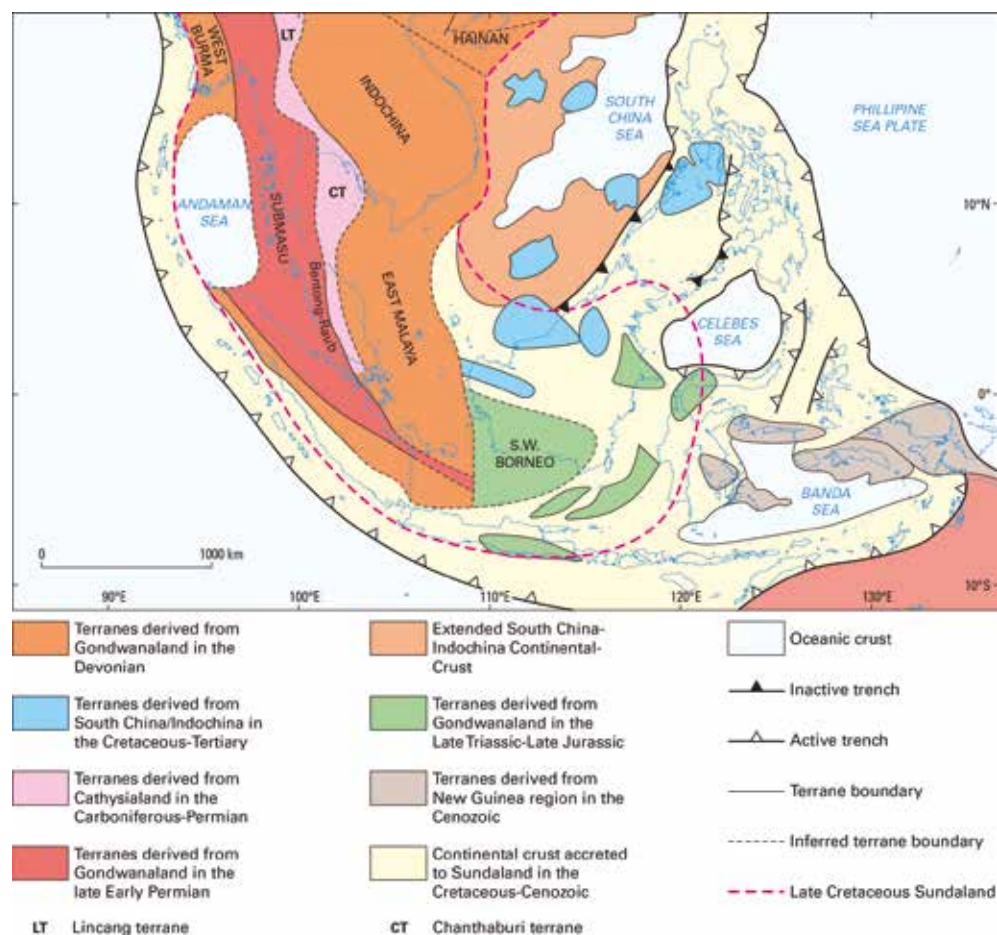 WEST
BURMA
LT
HAINAN
INDOCHINA
SOUTH
CHINA
SEA
PHILLIPINE
SEA PLATE
ANDAMAN
SEA
SUBMASU
CT
10°N
Bentong-Raub
EAST MALAYA
CELEBES
SEA
0°
S.W.
BORNEO
BANDA
SEA
0 1000 km
10°S
90°E 100°E 110°E 120°E 130°E
Terranes derived from
Gondwanaland in the
Devonian
Terranes derived from
South China/Indochina in
the Cretaceous-Tertiary
Terranes derived from
Cathysialand in the
Carboniferous-Permian
Terranes derived from
Gondwanaland in the
late Early Permian
LT Lincang terrane
Extended South China-
Indochina Continental-
Crust
Terranes derived from
Gondwanaland in the
Late Triassic-Late Jurassic
Terranes derived from
New Guinea region in the
Cenozoic
Continental crust accreted
to Sundaland in the
Cretaceous-Cenozoic
CT Chanthaburi terrane
Oceanic crust
Inactive trench
Active trench
Terrane boundary
Inferred terrane boundary
Late Cretaceous Sundaland